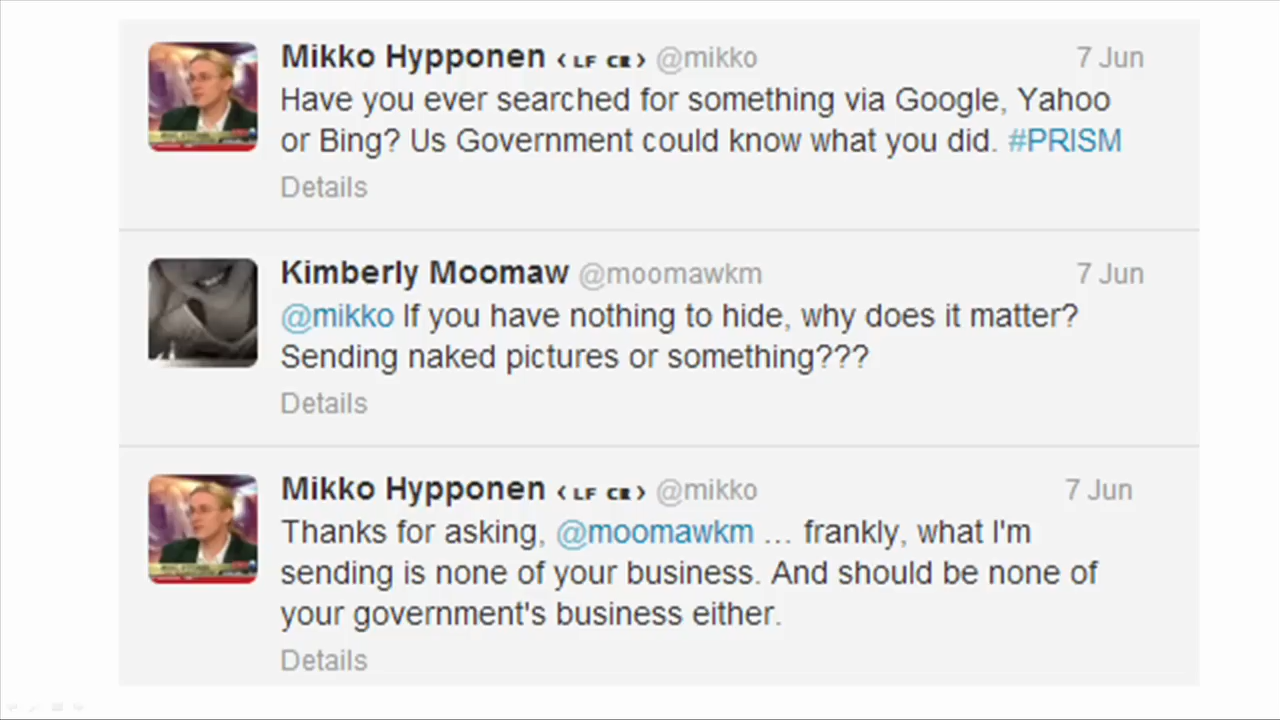 Mikko Hypponen ❮ LF CR ❯ @mikko 7 Jun
Have you ever searched for something via Google, Yahoo
or Bing? Us Government could know what you did. #PRISM
Details
Kimberly Moomaw @moomawkm 7 Jun
@mikko If you have nothing to hide, why does it matter?
Sending naked pictures or something???
Details
Mikko Hypponen ❮ LF CR ❯ @mikko 7 Jun
Thanks for asking, @moomawkm ... frankly, what I'm
sending is none of your business. And should be none of
your government's business either.
Details